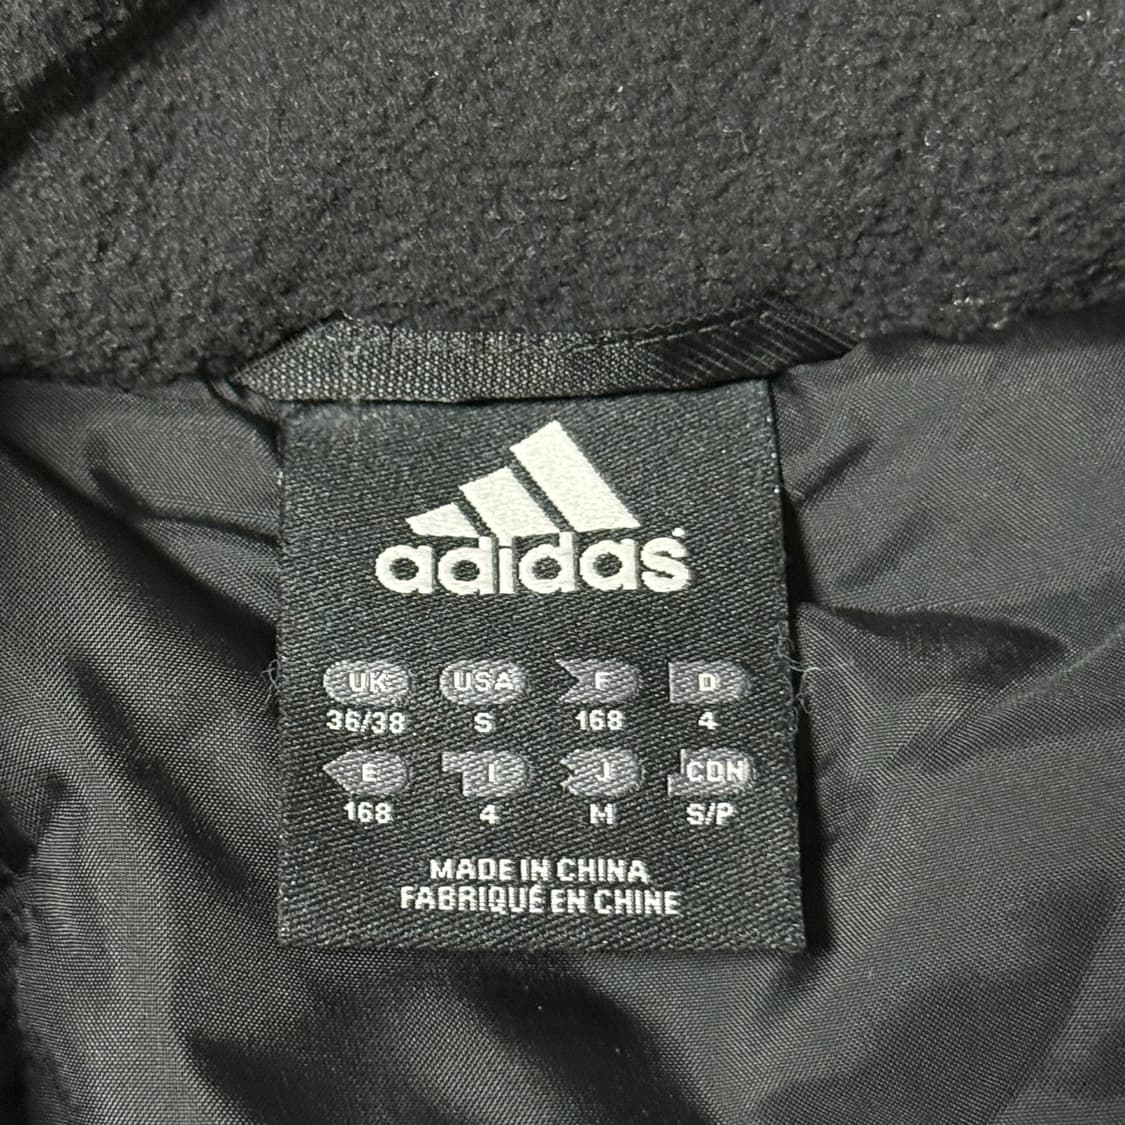 adidas
UK USA F D
36/38 S 168 4
E I J CDN
168 4 M S/P
MADE IN CHINA
FABRIQUÉ EN CHINE